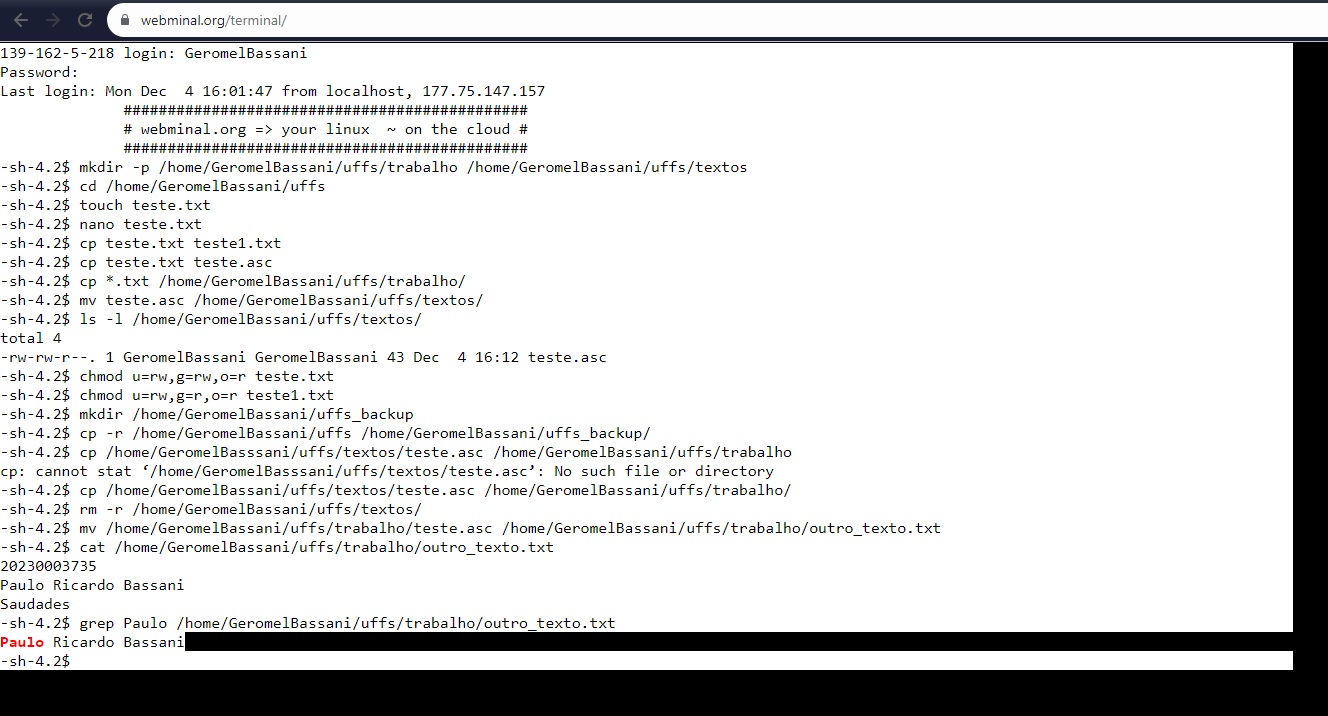 webminal.org/terminal/
139-162-5-218 login: GeromelBassani
Password:
Last login: Mon Dec  4 16:01:47 from localhost, 177.75.147.157
##############################################
# webminal.org => your linux  ~ on the cloud #
##############################################
-sh-4.2$ mkdir -p /home/GeromelBassani/uffs/trabalho /home/GeromelBassani/uffs/textos
-sh-4.2$ cd /home/GeromelBassani/uffs
-sh-4.2$ touch teste.txt
-sh-4.2$ nano teste.txt
-sh-4.2$ cp teste.txt teste1.txt
-sh-4.2$ cp teste.txt teste.asc
-sh-4.2$ cp *.txt /home/GeromelBassani/uffs/trabalho/
-sh-4.2$ mv teste.asc /home/GeromelBassani/uffs/textos/
-sh-4.2$ ls -l /home/GeromelBassani/uffs/textos/
total 4
-rw-rw-r--. 1 GeromelBassani GeromelBassani 43 Dec  4 16:12 teste.asc
-sh-4.2$ chmod u=rw,g=rw,o=r teste.txt
-sh-4.2$ chmod u=rw,g=r,o=r teste1.txt
-sh-4.2$ mkdir /home/GeromelBassani/uffs_backup
-sh-4.2$ cp -r /home/GeromelBassani/uffs /home/GeromelBassani/uffs_backup/
-sh-4.2$ cp /home/GeromelBasssani/uffs/textos/teste.asc /home/GeromelBassani/uffs/trabalho
cp: cannot stat ‘/home/GeromelBasssani/uffs/textos/teste.asc’: No such file or directory
-sh-4.2$ cp /home/GeromelBassani/uffs/textos/teste.asc /home/GeromelBassani/uffs/trabalho/
-sh-4.2$ rm -r /home/GeromelBassani/uffs/textos/
-sh-4.2$ mv /home/GeromelBassani/uffs/trabalho/teste.asc /home/GeromelBassani/uffs/trabalho/outro_texto.txt
-sh-4.2$ cat /home/GeromelBassani/uffs/trabalho/outro_texto.txt
20230003735
Paulo Ricardo Bassani
Saudades
-sh-4.2$ grep Paulo /home/GeromelBassani/uffs/trabalho/outro_texto.txt
Paulo Ricardo Bassani
-sh-4.2$